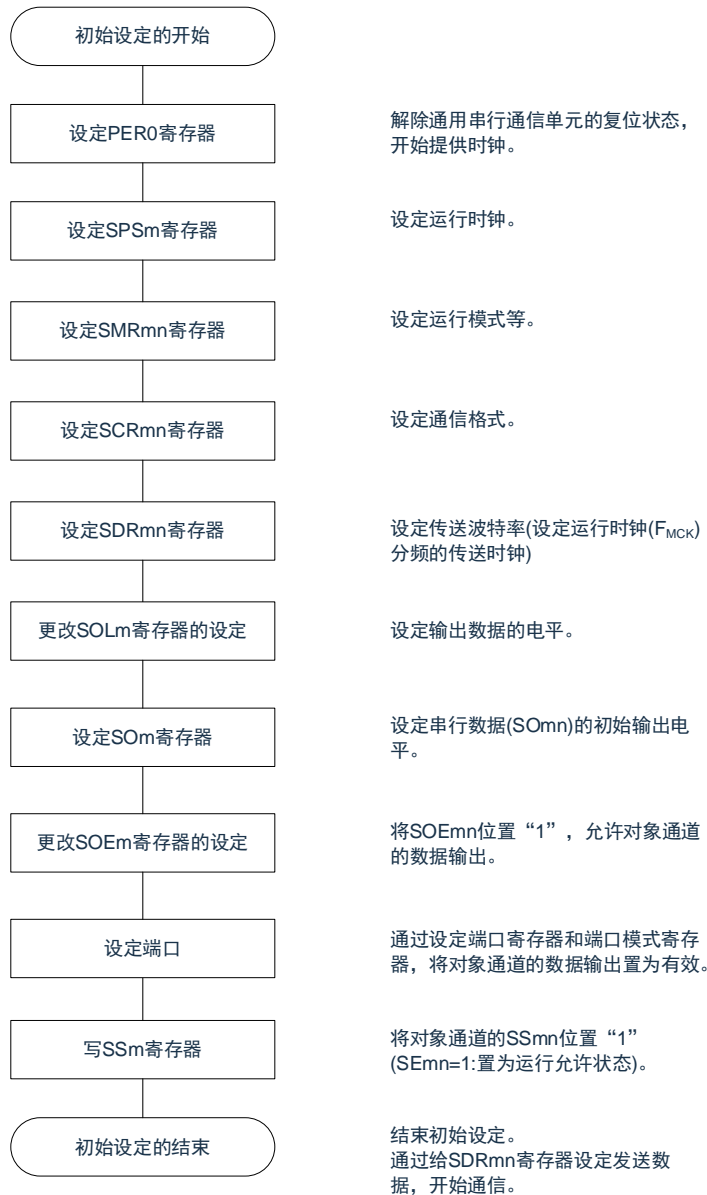 初始设定的开始
设定PER0寄存器
解除通用串行通信单元的复位状态，
开始提供时钟。
设定SPSm寄存器
设定运行时钟。
设定SMRmn寄存器
设定运行模式等。
设定SCRmn寄存器
设定通信格式。
设定SDRmn寄存器
设定传送波特率(设定运行时钟(FMCK)
分频的传送时钟)
更改SOLm寄存器的设定
设定输出数据的电平。
设定SOm寄存器
设定串行数据(SOmn)的初始输出电
平。
更改SOEm寄存器的设定
将SOEmn位置“1”，允许对象通道
的数据输出。
设定端口
通过设定端口寄存器和端口模式寄存
器，将对象通道的数据输出置为有效。
写SSm寄存器
将对象通道的SSmn位置“1”
(SEmn=1:置为运行允许状态)。
初始设定的结束
结束初始设定。
通过给SDRmn寄存器设定发送数
据，开始通信。